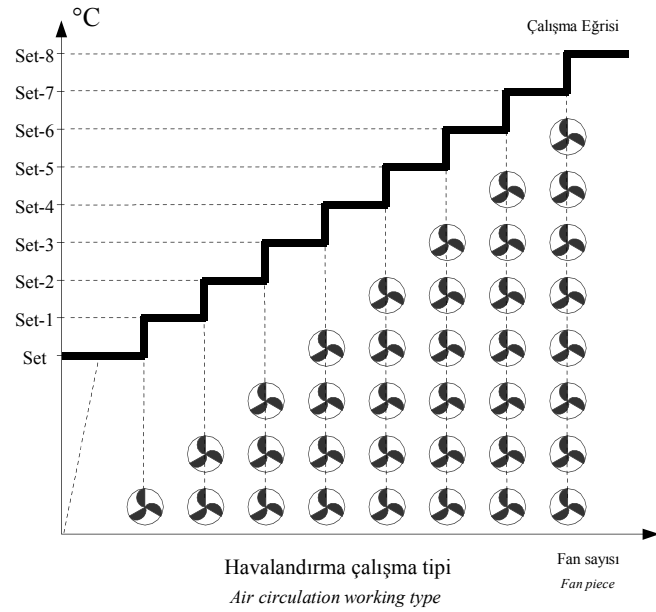 °C
Çalışma Eğrisi
Set-8
Set-7
Set-6
Set-5
Set-4
Set-3
Set-2
Set-1
Set
Havalandırma çalışma tipi
Air circulation working type
Fan sayısı
Fan piece